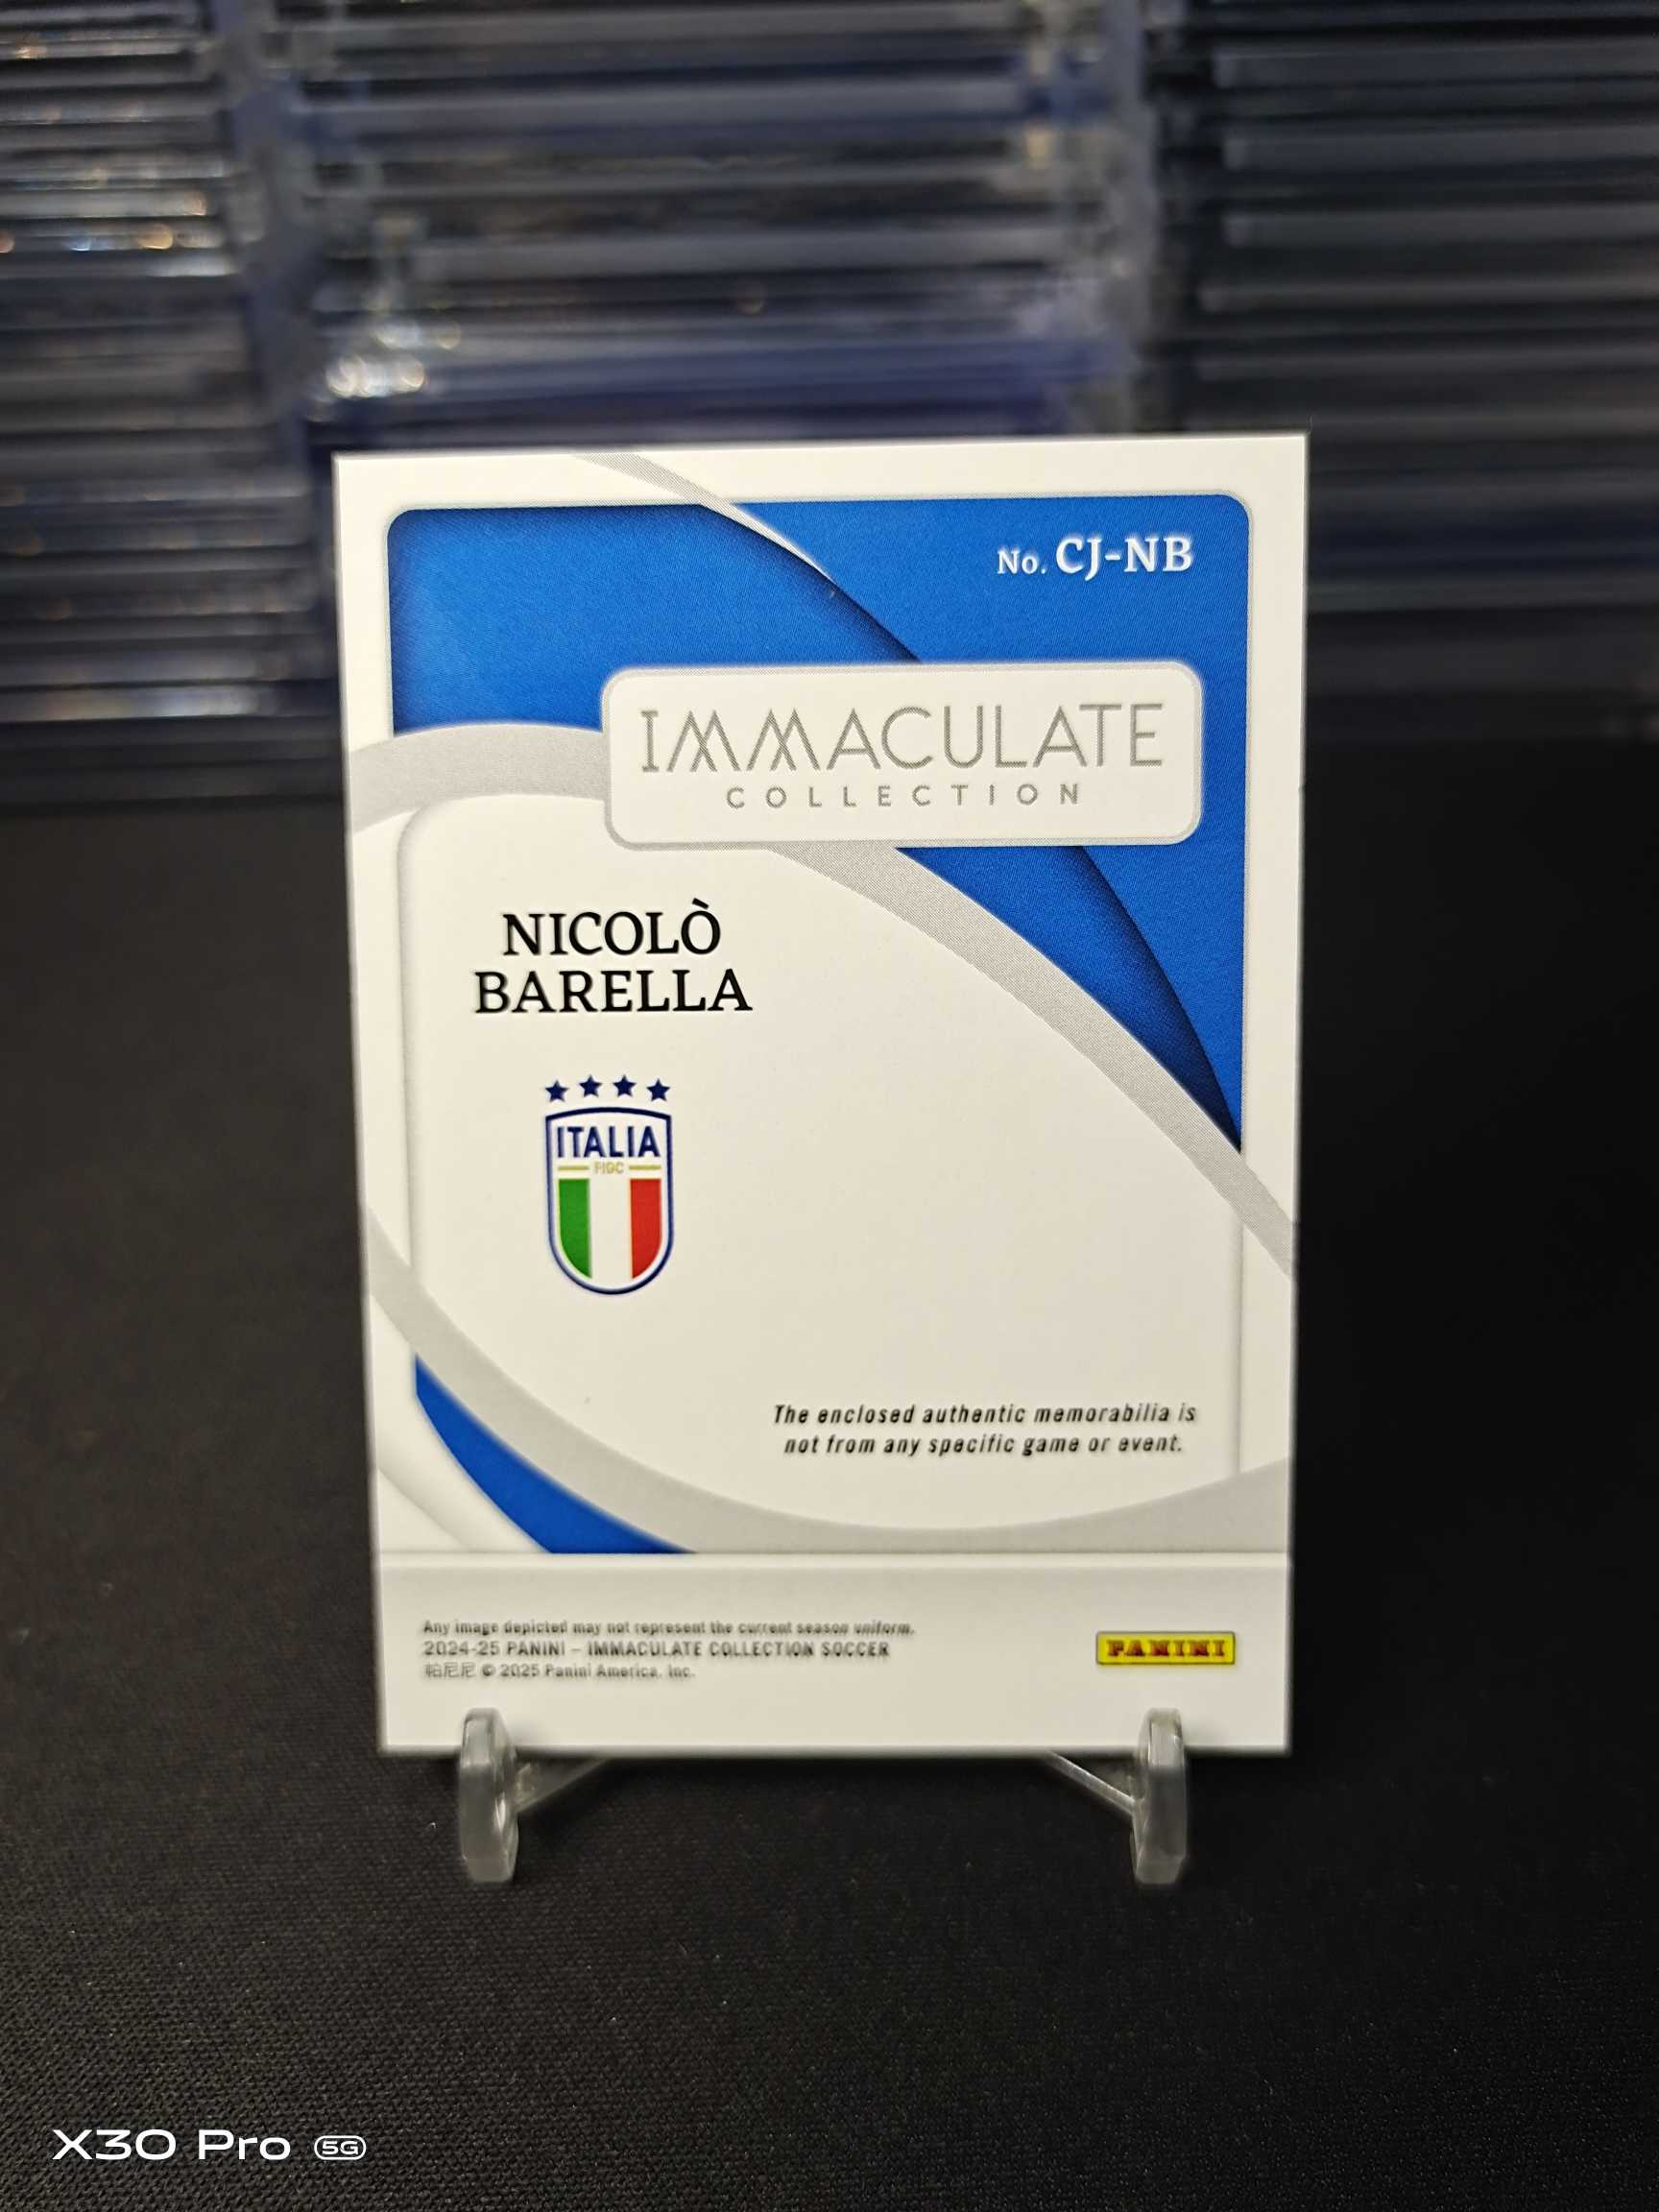 No. CJ-NB
IMMACULATE
COLLECTION
NICOLÒ
BARELLA
ITALIA
FIGC
The enclosed authentic memorabilia is
not from any specific game or event.
Any image depicted may not represent the current season uniform.
2024-25 PANINI – IMMACULATE COLLECTION SOCCER
帕尼尼 © 2025 Panini America, Inc.
PANINI
X30 Pro 5G